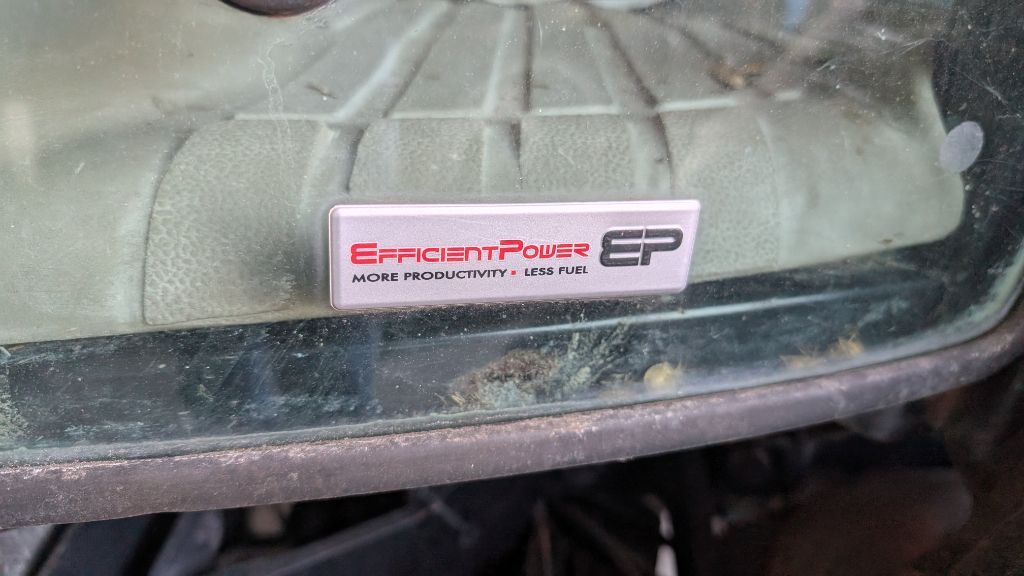 EFFICIENTPOWER EP
MORE PRODUCTIVITY ▪ LESS FUEL